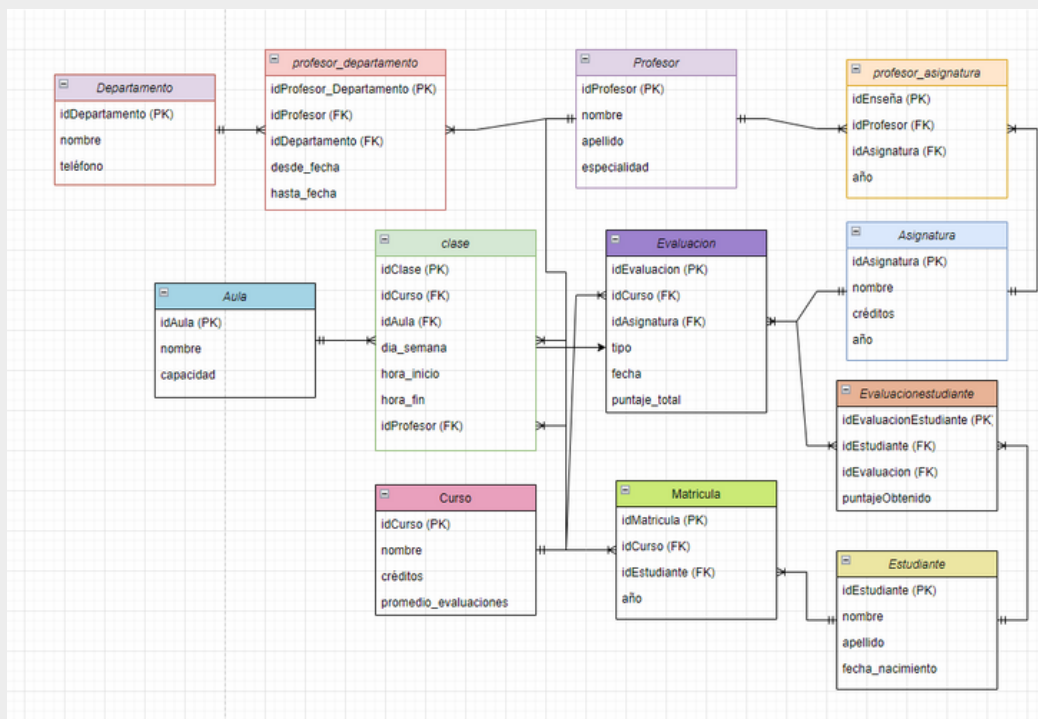 Departamento
idDepartamento (PK)
nombre
teléfono
profesor_departamento
idProfesor_Departamento (PK)
idProfesor (FK)
idDepartamento (FK)
desde_fecha
hasta_fecha
Profesor
idProfesor (PK)
nombre
apellido
especialidad
profesor_asignatura
idEnseña (PK)
idProfesor (FK)
idAsignatura (FK)
año
Aula
idAula (PK)
nombre
capacidad
clase
idClase (PK)
idCurso (FK)
idAula (FK)
dia_semana
hora_inicio
hora_fin
idProfesor (FK)
Evaluacion
idEvaluacion (PK)
idCurso (FK)
idAsignatura (FK)
tipo
fecha
puntaje_total
Asignatura
idAsignatura (PK)
nombre
créditos
año
Evaluacionestudiante
idEvaluacionEstudiante (PK)
idEstudiante (FK)
idEvaluacion (FK)
puntajeObtenido
Curso
idCurso (PK)
nombre
créditos
promedio_evaluaciones
Matricula
idMatricula (PK)
idCurso (FK)
idEstudiante (FK)
año
Estudiante
idEstudiante (PK)
nombre
apellido
fecha_nacimiento